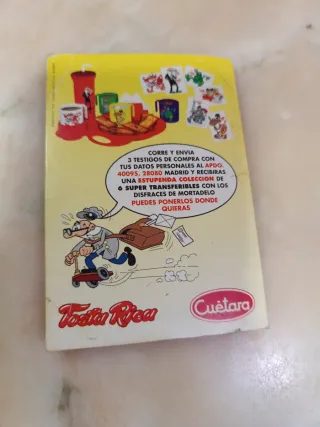 CORRE Y ENVIA
3 TESTIGOS DE COMPRA CON
TUS DATOS PERSONALES AL APDO.
40095, 28080 MADRID Y RECIBIRAS
UNA ESTUPENDA COLECCION DE
6 SUPER TRANSFERIBLES CON LOS
DISFRACES DE MORTADELO
PUEDES PONERLOS DONDE
QUIERAS
Tosta Rica
Cuétara